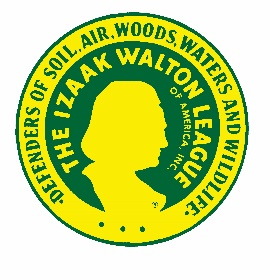 ·DEFENDERS OF SOIL, AIR, WOODS, WATERS AND WILDLIFE·
THE IZAAK WALTON LEAGUE
OF AMERICA, INC.
®